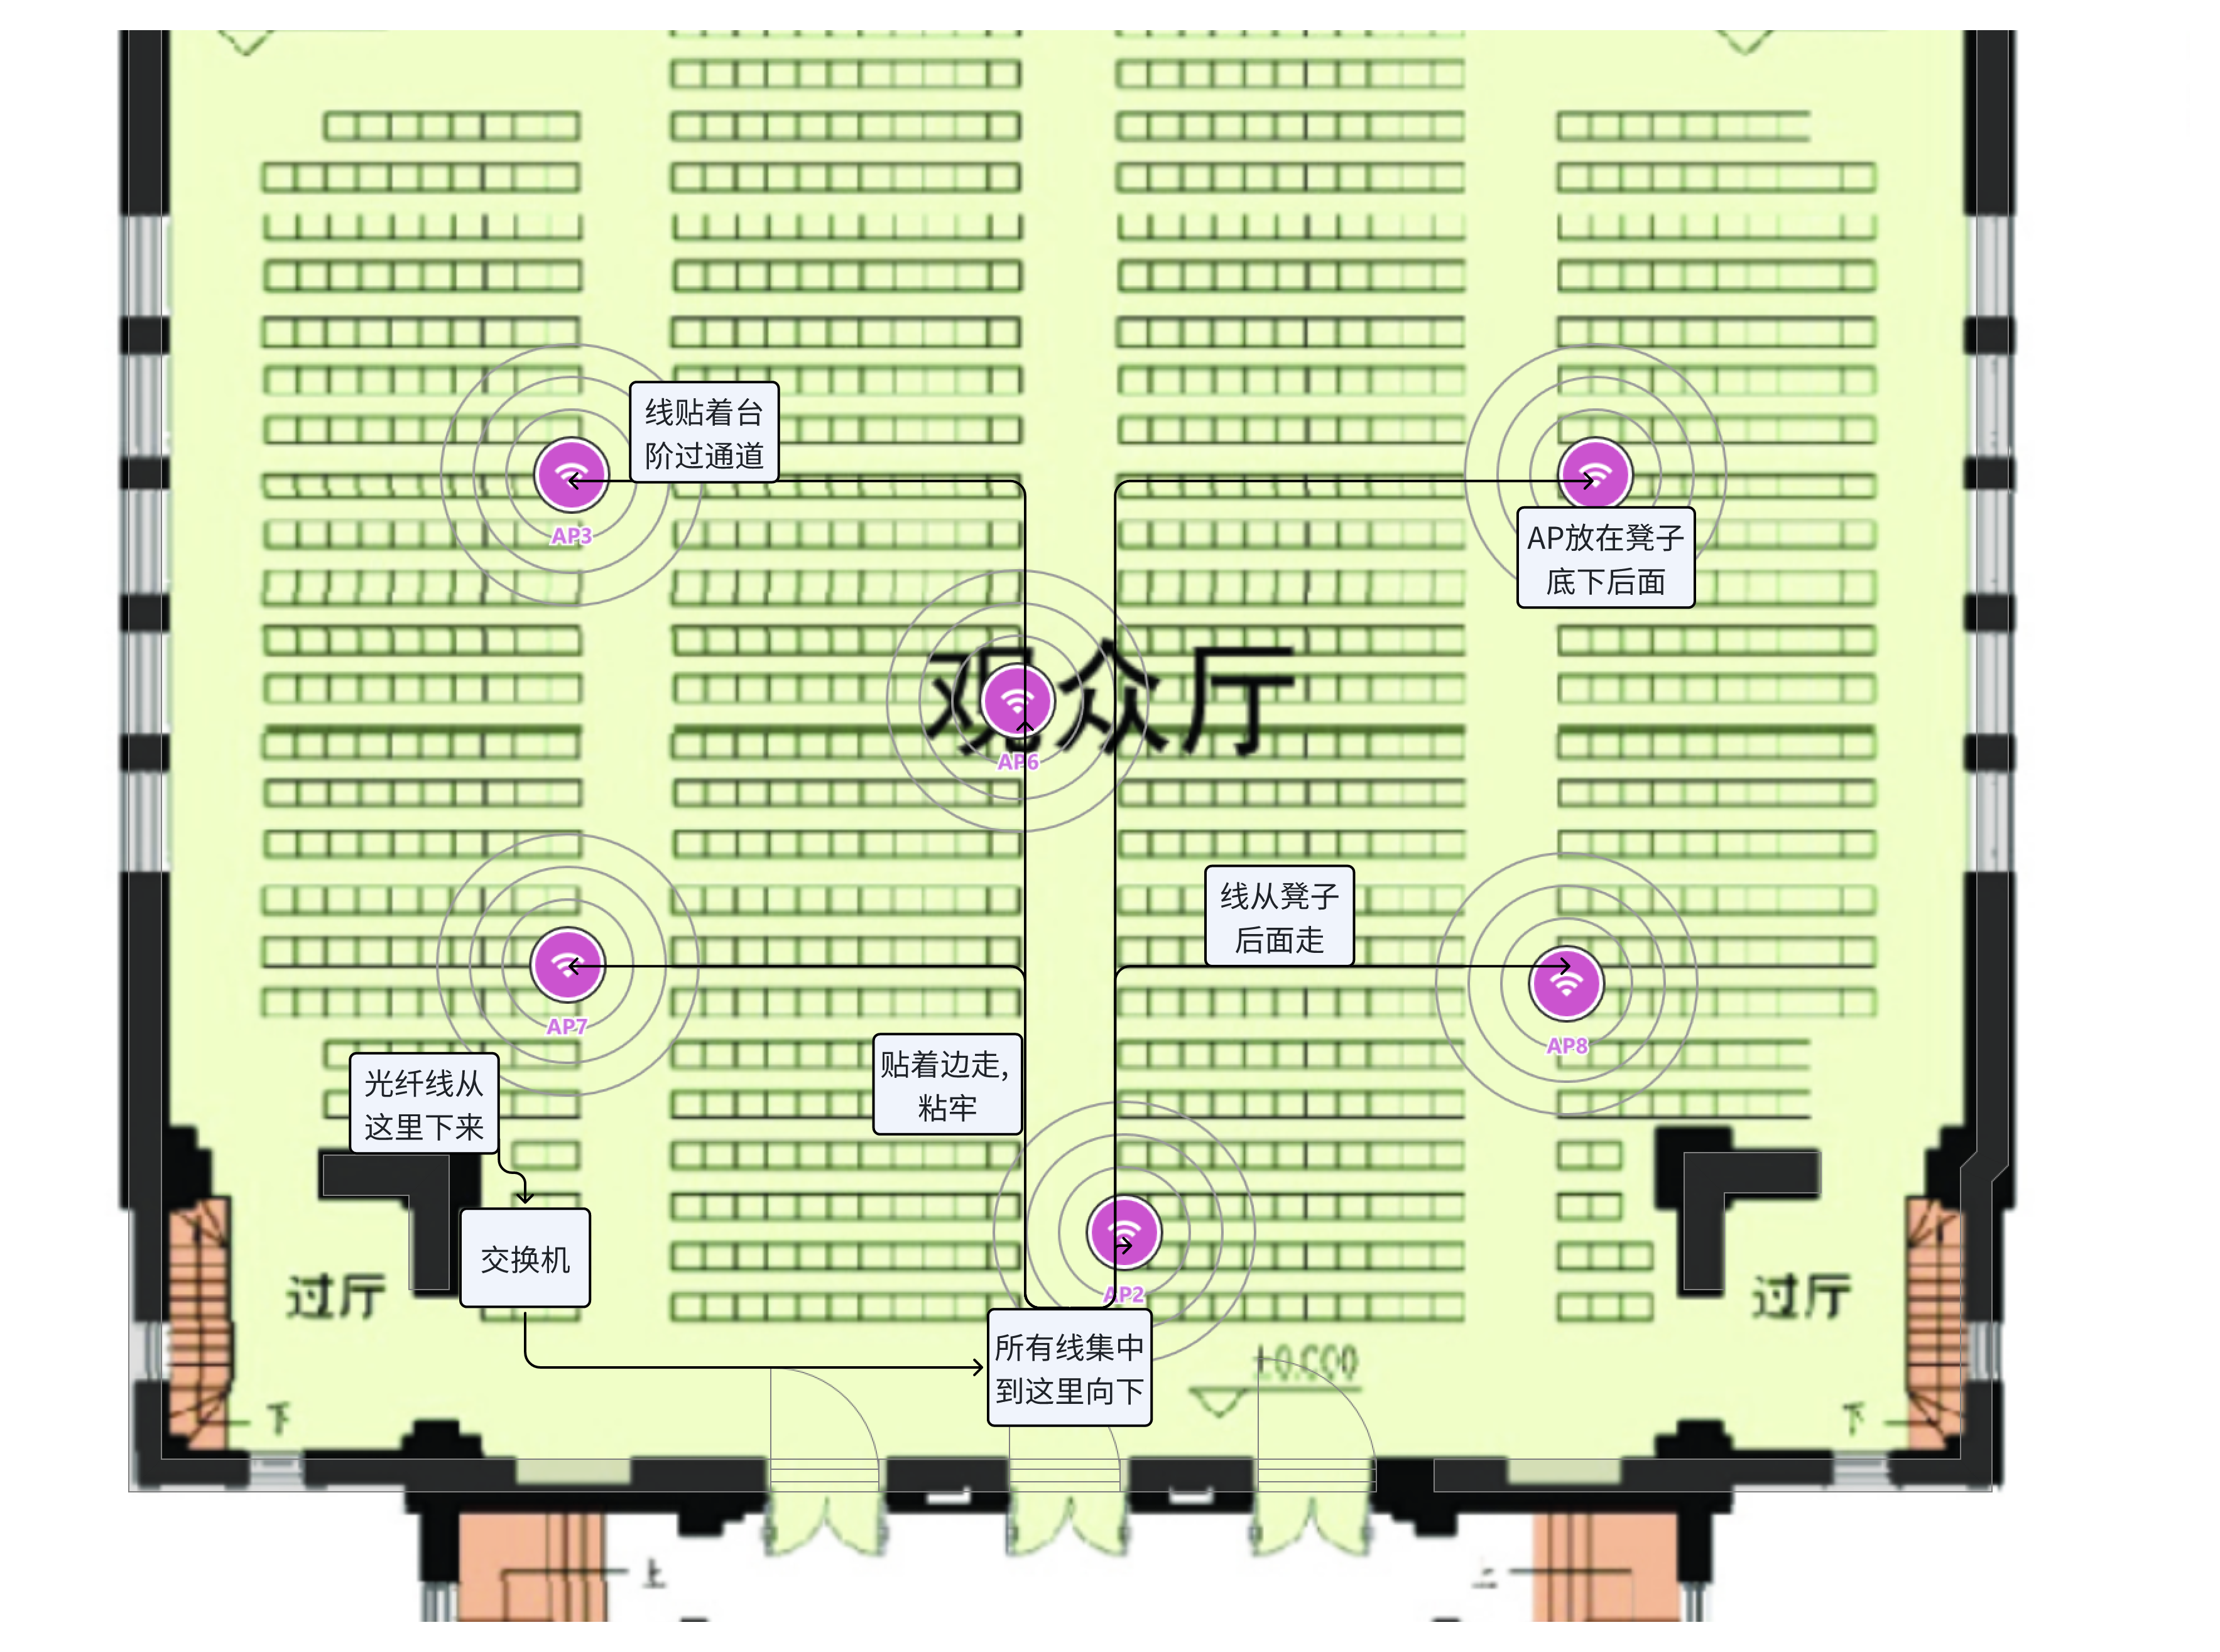 线贴着台
阶过通道
AP3
AP放在凳子
底下后面
观众厅
AP6
线从凳子
后面走
AP7
AP8
贴着边走，
粘牢
光纤线从
这里下来
交换机
过厅
过厅
AP2
所有线集中
到这里向下
±0.000
下
下
上
上